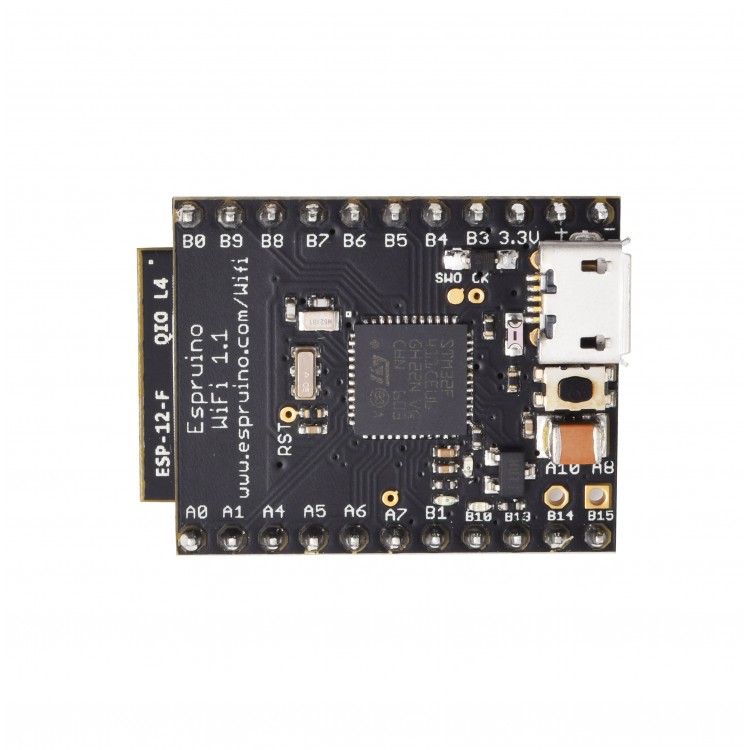 B0 B9 B8 B7 B6 B5 B4 B3 3.3V + -
SWO CK
ESP-12-F QIO L4
Espruino
WiFi 1.1
www.espruino.com/Wifi
RST
STM32F
A10 A8
A0 A1 A4 A5 A6 A7 B1 B10 B13 B14 B15